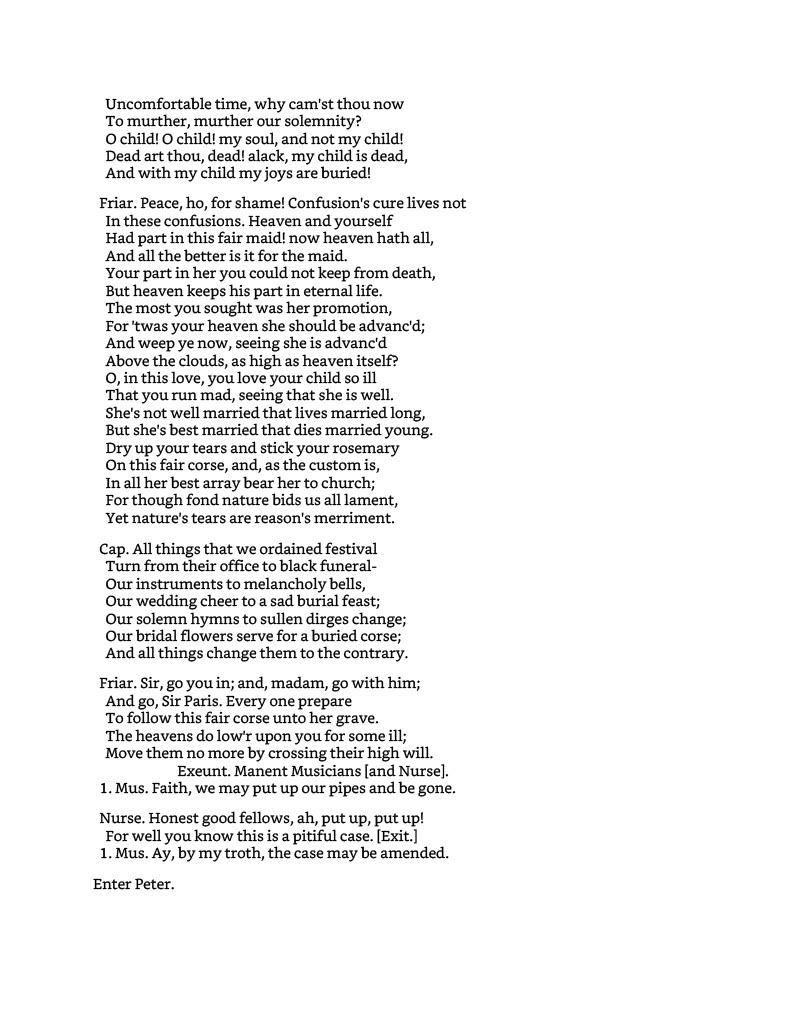 Uncomfortable time, why cam'st thou now
To murther, murther our solemnity?
O child! O child! my soul, and not my child!
Dead art thou, dead! alack, my child is dead,
And with my child my joys are buried!
Friar. Peace, ho, for shame! Confusion's cure lives not
In these confusions. Heaven and yourself
Had part in this fair maid! now heaven hath all,
And all the better is it for the maid.
Your part in her you could not keep from death,
But heaven keeps his part in eternal life.
The most you sought was her promotion,
For 'twas your heaven she should be advanc'd;
And weep ye now, seeing she is advanc'd
Above the clouds, as high as heaven itself?
O, in this love, you love your child so ill
That you run mad, seeing that she is well.
She's not well married that lives married long,
But she's best married that dies married young.
Dry up your tears and stick your rosemary
On this fair corse, and, as the custom is,
In all her best array bear her to church;
For though fond nature bids us all lament,
Yet nature's tears are reason's merriment.
Cap. All things that we ordained festival
Turn from their office to black funeral-
Our instruments to melancholy bells,
Our wedding cheer to a sad burial feast;
Our solemn hymns to sullen dirges change;
Our bridal flowers serve for a buried corse;
And all things change them to the contrary.
Friar. Sir, go you in; and, madam, go with him;
And go, Sir Paris. Every one prepare
To follow this fair corse unto her grave.
The heavens do low'r upon you for some ill;
Move them no more by crossing their high will.
Exeunt. Manent Musicians [and Nurse].
1. Mus. Faith, we may put up our pipes and be gone.
Nurse. Honest good fellows, ah, put up, put up!
For well you know this is a pitiful case. [Exit.]
1. Mus. Ay, by my troth, the case may be amended.
Enter Peter.